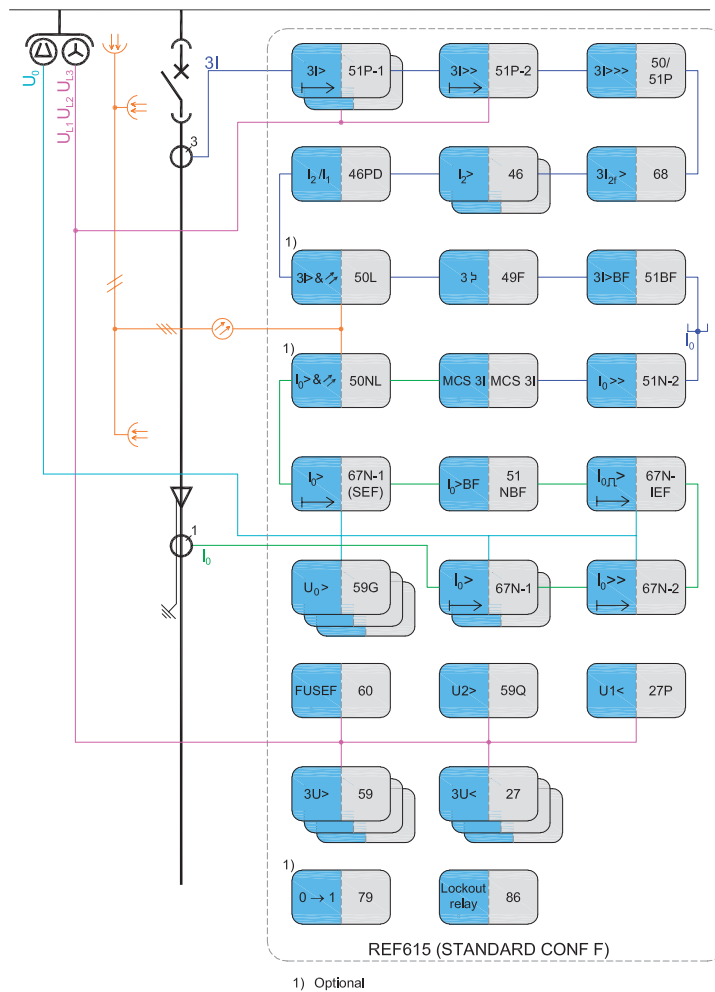 U0
UL1 UL2 UL3
3I
3
3I> 51P-1
3I>> 51P-2
3I>>> 50/
51P
I2/I1 46PD
I2> 46
3I2f> 68
1)
3I>& 50L
3 49F
3I>BF 51BF
I0
1)
I0>& 50NL
MCS 3I MCS 3I
I0>> 51N-2
I0> 67N-1
(SEF)
I0>BF 51
NBF
I0 > 67N-
IEF
1
I0
U0> 59G
I0> 67N-1
I0>> 67N-2
FUSEF 60
U2> 59Q
U1< 27P
3U> 59
3U< 27
1)
0 → 1 79
Lockout
relay 86
REF615 (STANDARD CONF F)
1) Optional